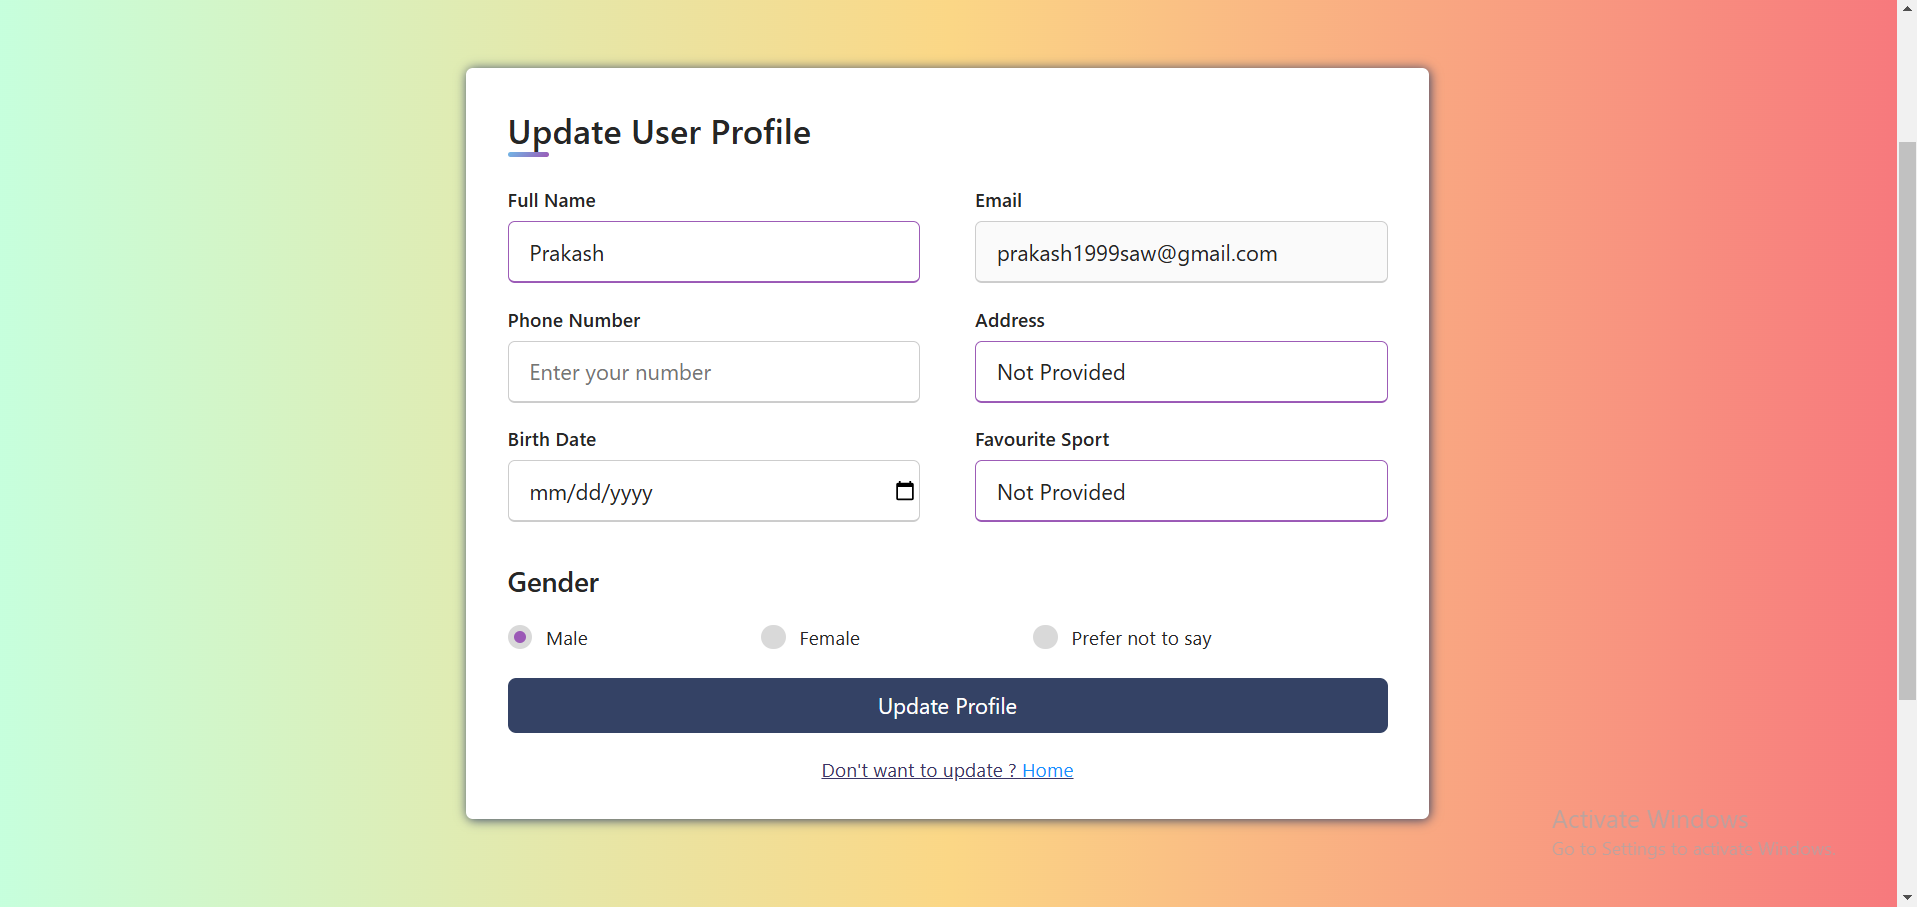 Update User Profile
Full Name
Email
Prakash
prakash1999saw@gmail.com
Phone Number
Address
Enter your number
Not Provided
Birth Date
Favourite Sport
mm/dd/yyyy
Not Provided
Gender
Male
Female
Prefer not to say
Update Profile
Don't want to update ? Home
Activate Windows
Go to Settings to activate Windows.